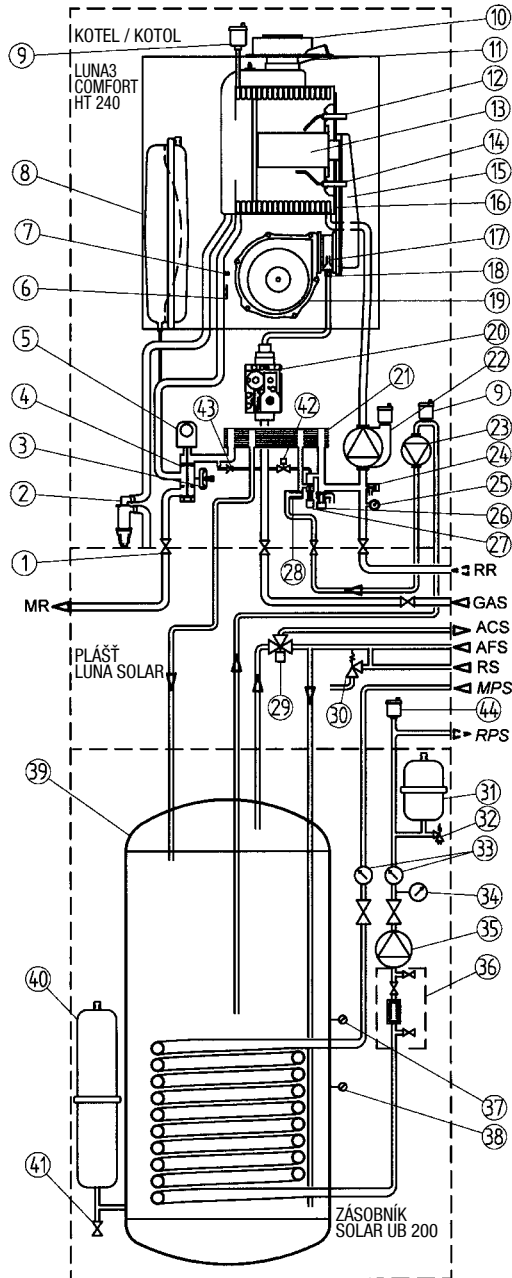 KOTEL / KOTOL
LUNA3
COMFORT
HT 240
9
10
11
12
13
14
15
16
17
18
19
20
21
22
9
23
24
25
26
27
8
7
6
5
4
3
2
1
43
42
28
MR
RR
GAS
ACS
AFS
RS
MPS
RPS
PLÁŠŤ
LUNA SOLAR
29
30
44
31
32
33
34
35
36
39
40
41
37
38
ZÁSOBNÍK
SOLAR UB 200